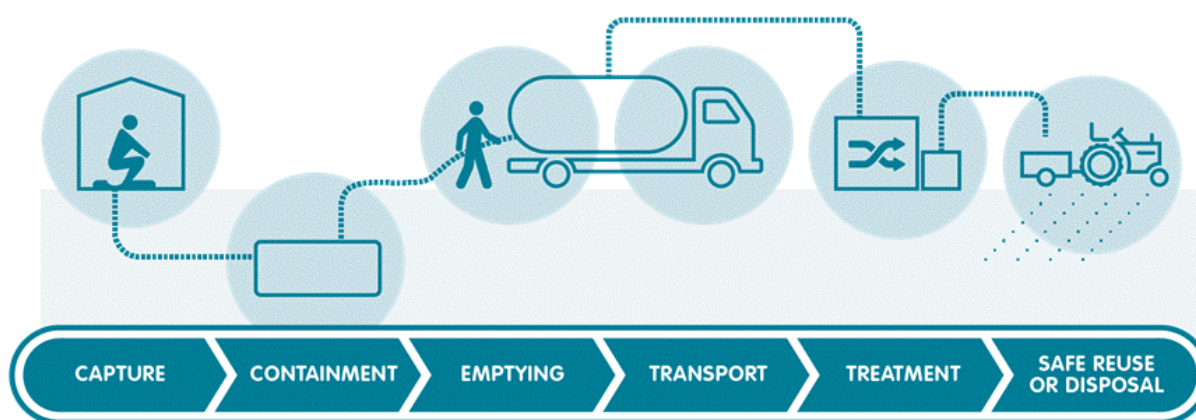 CAPTURE
CONTAINMENT
EMPTYING
TRANSPORT
TREATMENT
SAFE REUSE
OR DISPOSAL